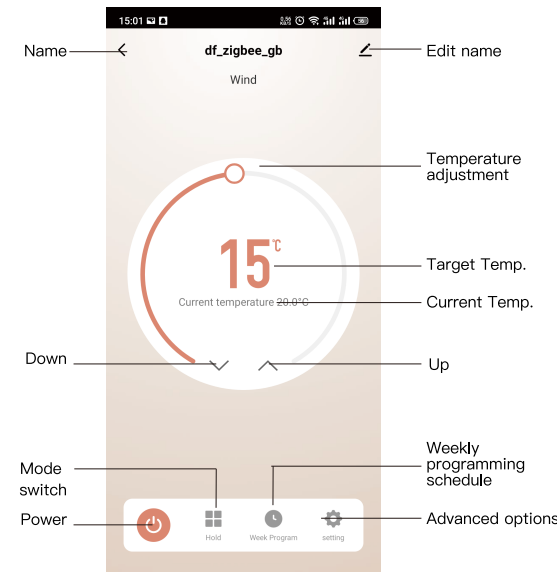 15:01
Name
df_zigbee_gb
Edit name
Wind
Temperature
adjustment
15℃
Target Temp.
Current temperature 20.0°C
Current Temp.
Down
Up
Weekly
programming
schedule
Mode
switch
Power
Hold
Week Program
setting
Advanced options